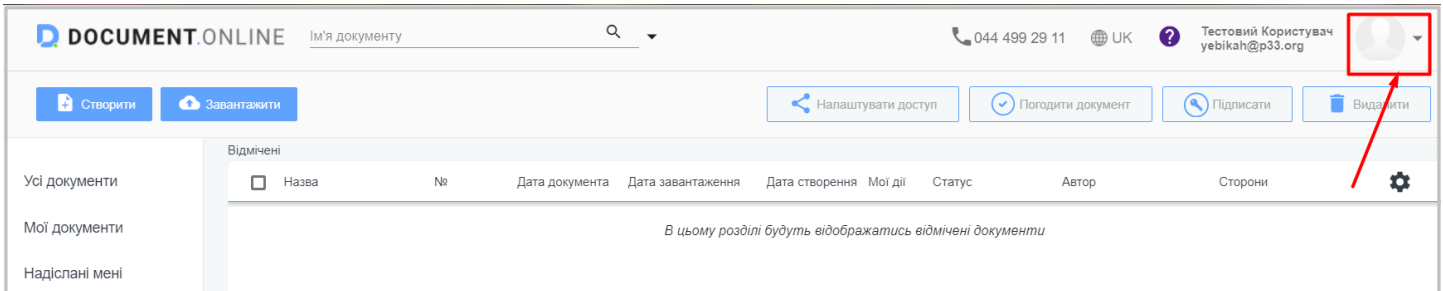 DOCUMENT.ONLINE Ім'я документу 044 499 29 11 UK ? Тестовий Користувач
yebikah@p33.org
Створити Завантажити Налаштувати доступ Погодити документ Підписати Видалити
Відмічені
Усі документи Назва № Дата документа Дата завантаження Дата створення Мої дії Статус Автор Сторони
Мої документи В цьому розділі будуть відображатись відмічені документи
Надіслані мені